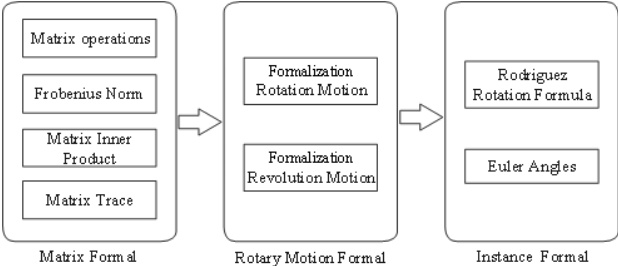 Matrix operations
Frobenius Norm
Matrix Inner
Product
Matrix Trace
Matrix Formal
Formalization
Rotation Motion
Formalization
Revolution Motion
Rotary Motion Formal
Rodriguez
Rotation Formula
Euler Angles
Instance Formal